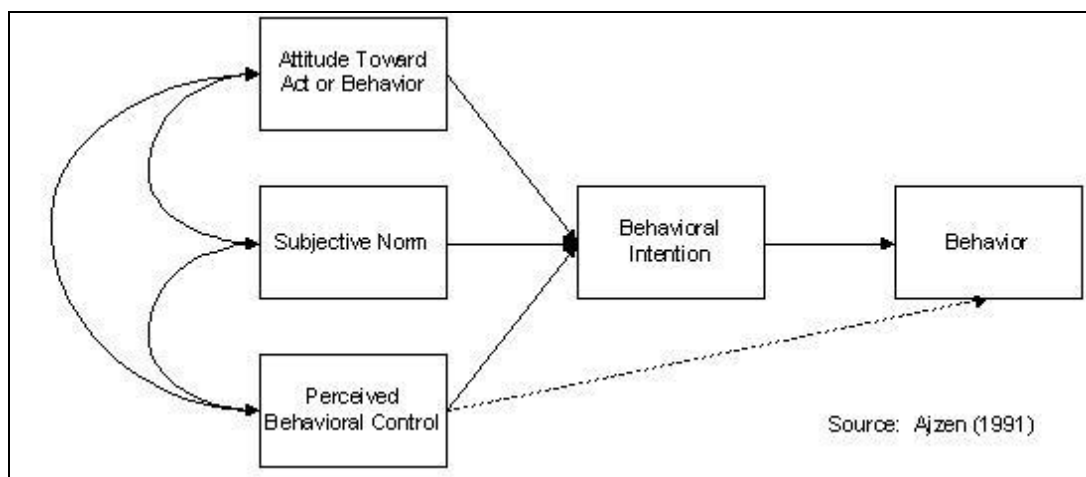 Attitude Toward
Act or Behavior
Subjective Norm
Perceived
Behavioral Control
Behavioral
Intention
Behavior
Source: Ajzen (1991)